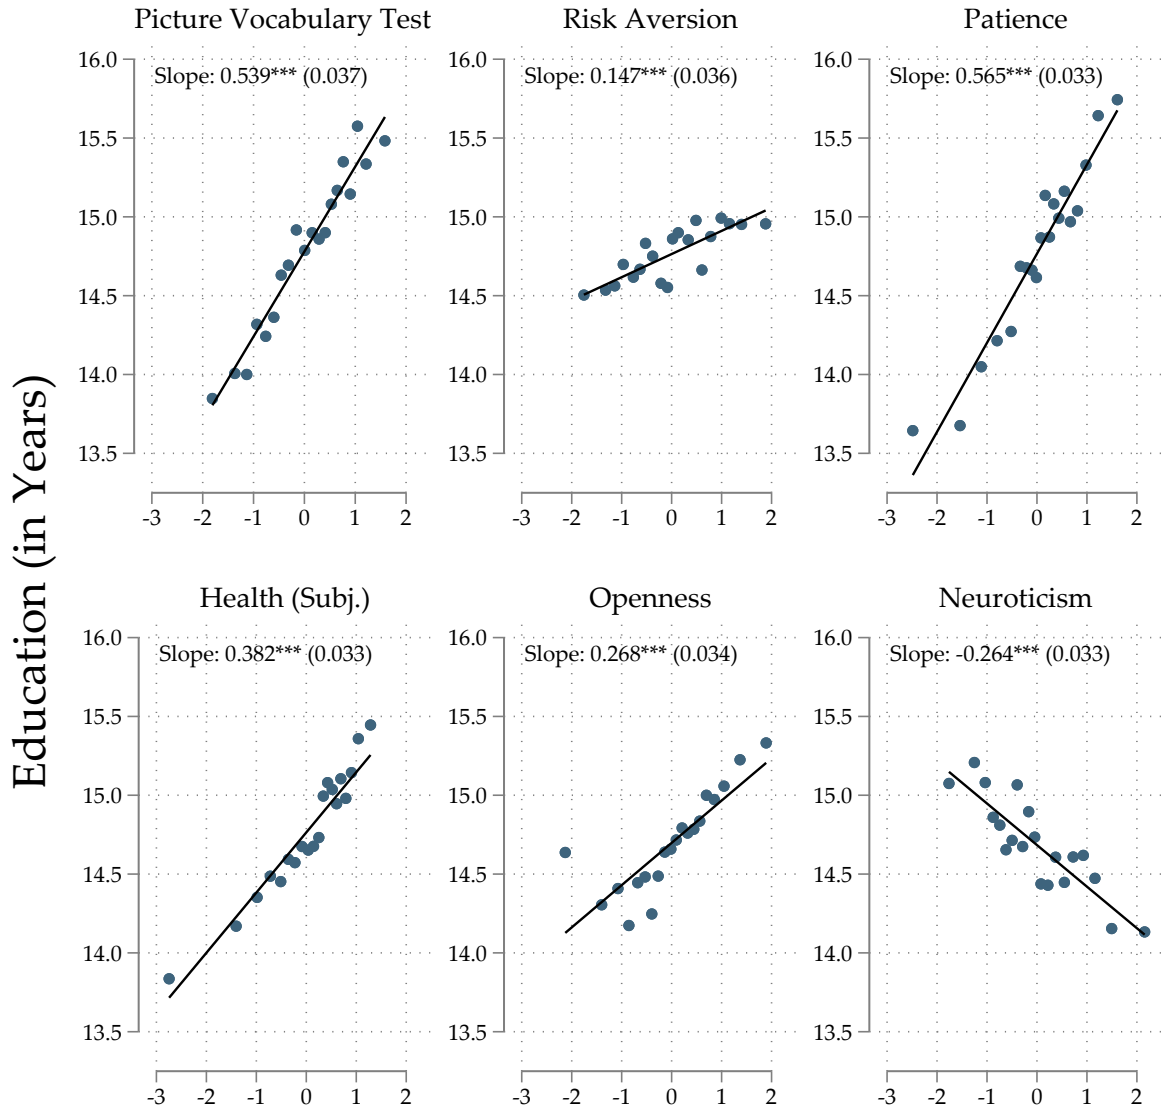 Education (in Years)
Picture Vocabulary Test
Slope: 0.539*** (0.037)
16.0
15.5
15.0
14.5
14.0
13.5
-3 -2 -1 0 1 2
Risk Aversion
Slope: 0.147*** (0.036)
16.0
15.5
15.0
14.5
14.0
13.5
-3 -2 -1 0 1 2
Patience
Slope: 0.565*** (0.033)
16.0
15.5
15.0
14.5
14.0
13.5
-3 -2 -1 0 1 2
Health (Subj.)
Slope: 0.382*** (0.033)
16.0
15.5
15.0
14.5
14.0
13.5
-3 -2 -1 0 1 2
Openness
Slope: 0.268*** (0.034)
16.0
15.5
15.0
14.5
14.0
13.5
-3 -2 -1 0 1 2
Neuroticism
Slope: -0.264*** (0.033)
16.0
15.5
15.0
14.5
14.0
13.5
-3 -2 -1 0 1 2